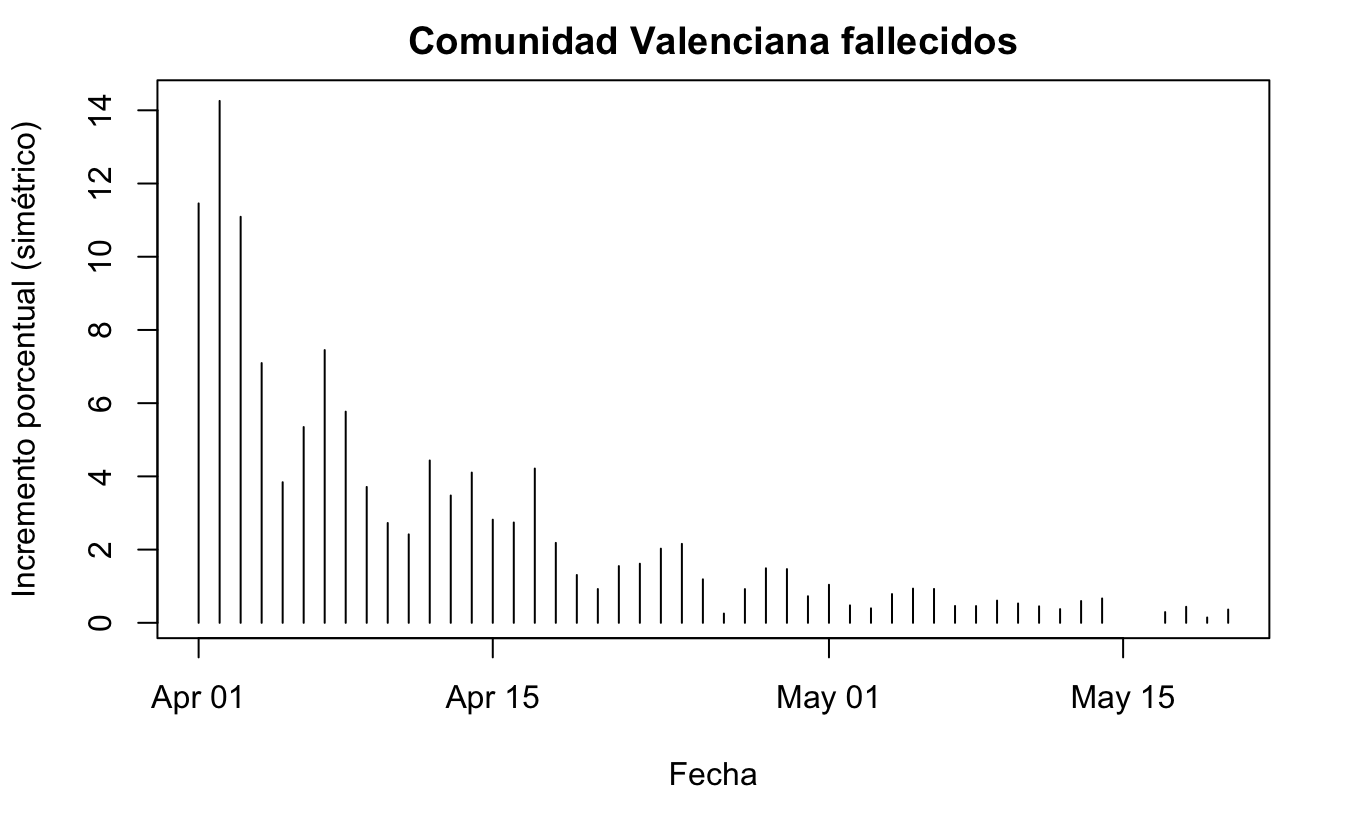 Comunidad Valenciana fallecidos
Incremento porcentual (simétrico)
14
12
10
8
6
4
2
0
Apr 01 Apr 15 May 01 May 15
Fecha